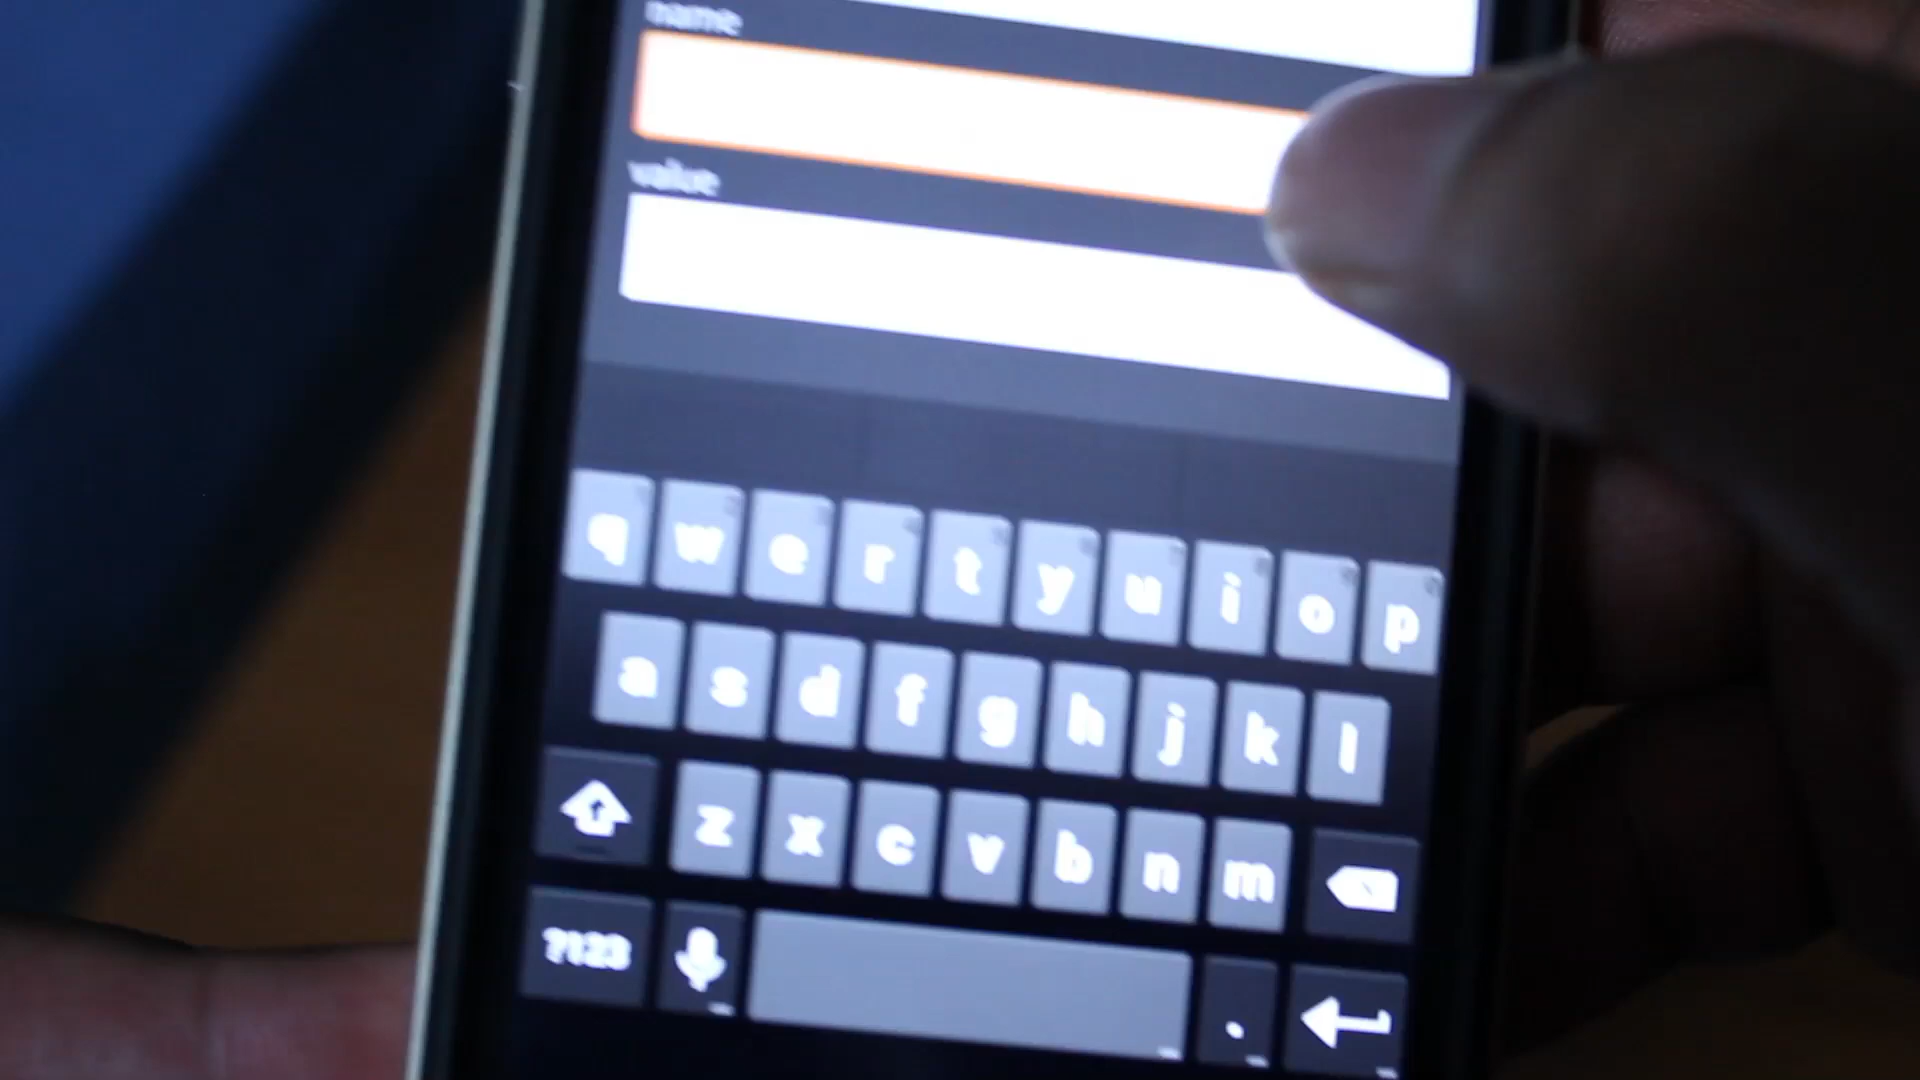 name
value
q w e r t y u i o p
a s d f g h j k l
z x c v b n m
?123 .